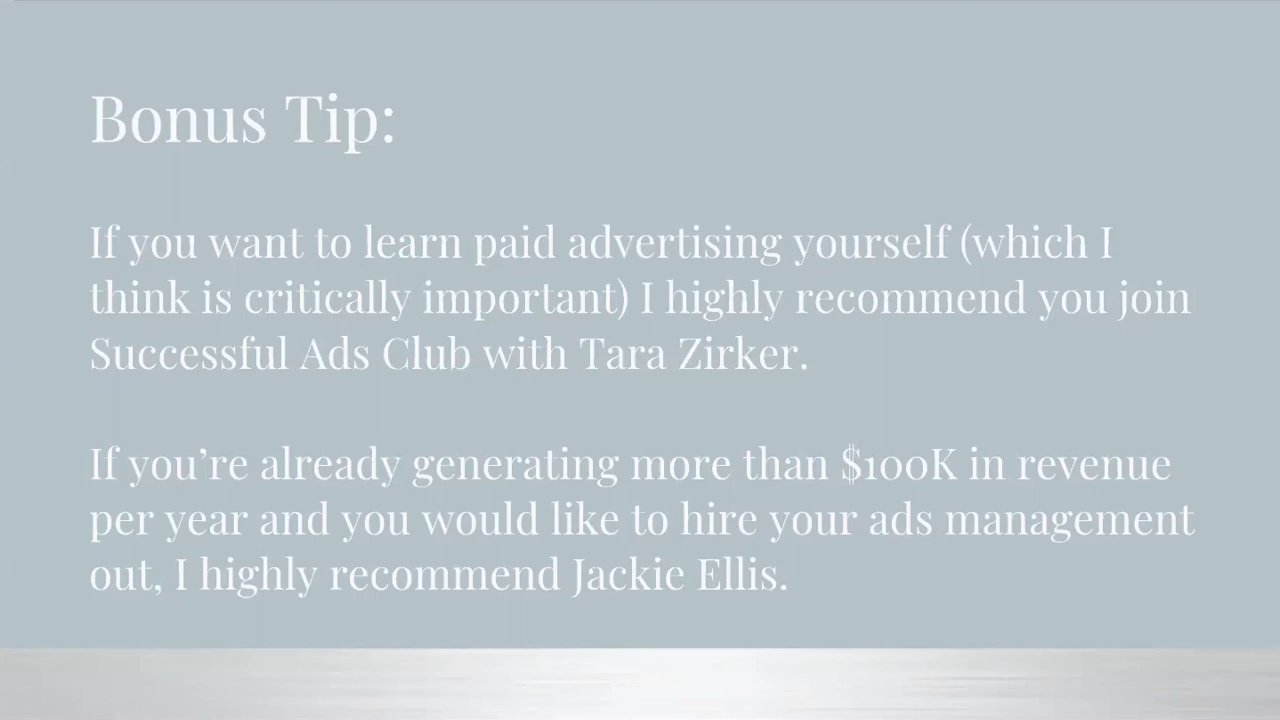 Bonus Tip:
If you want to learn paid advertising yourself (which I
think is critically important) I highly recommend you join
Successful Ads Club with Tara Zirker.
If you’re already generating more than $100K in revenue
per year and you would like to hire your ads management
out, I highly recommend Jackie Ellis.